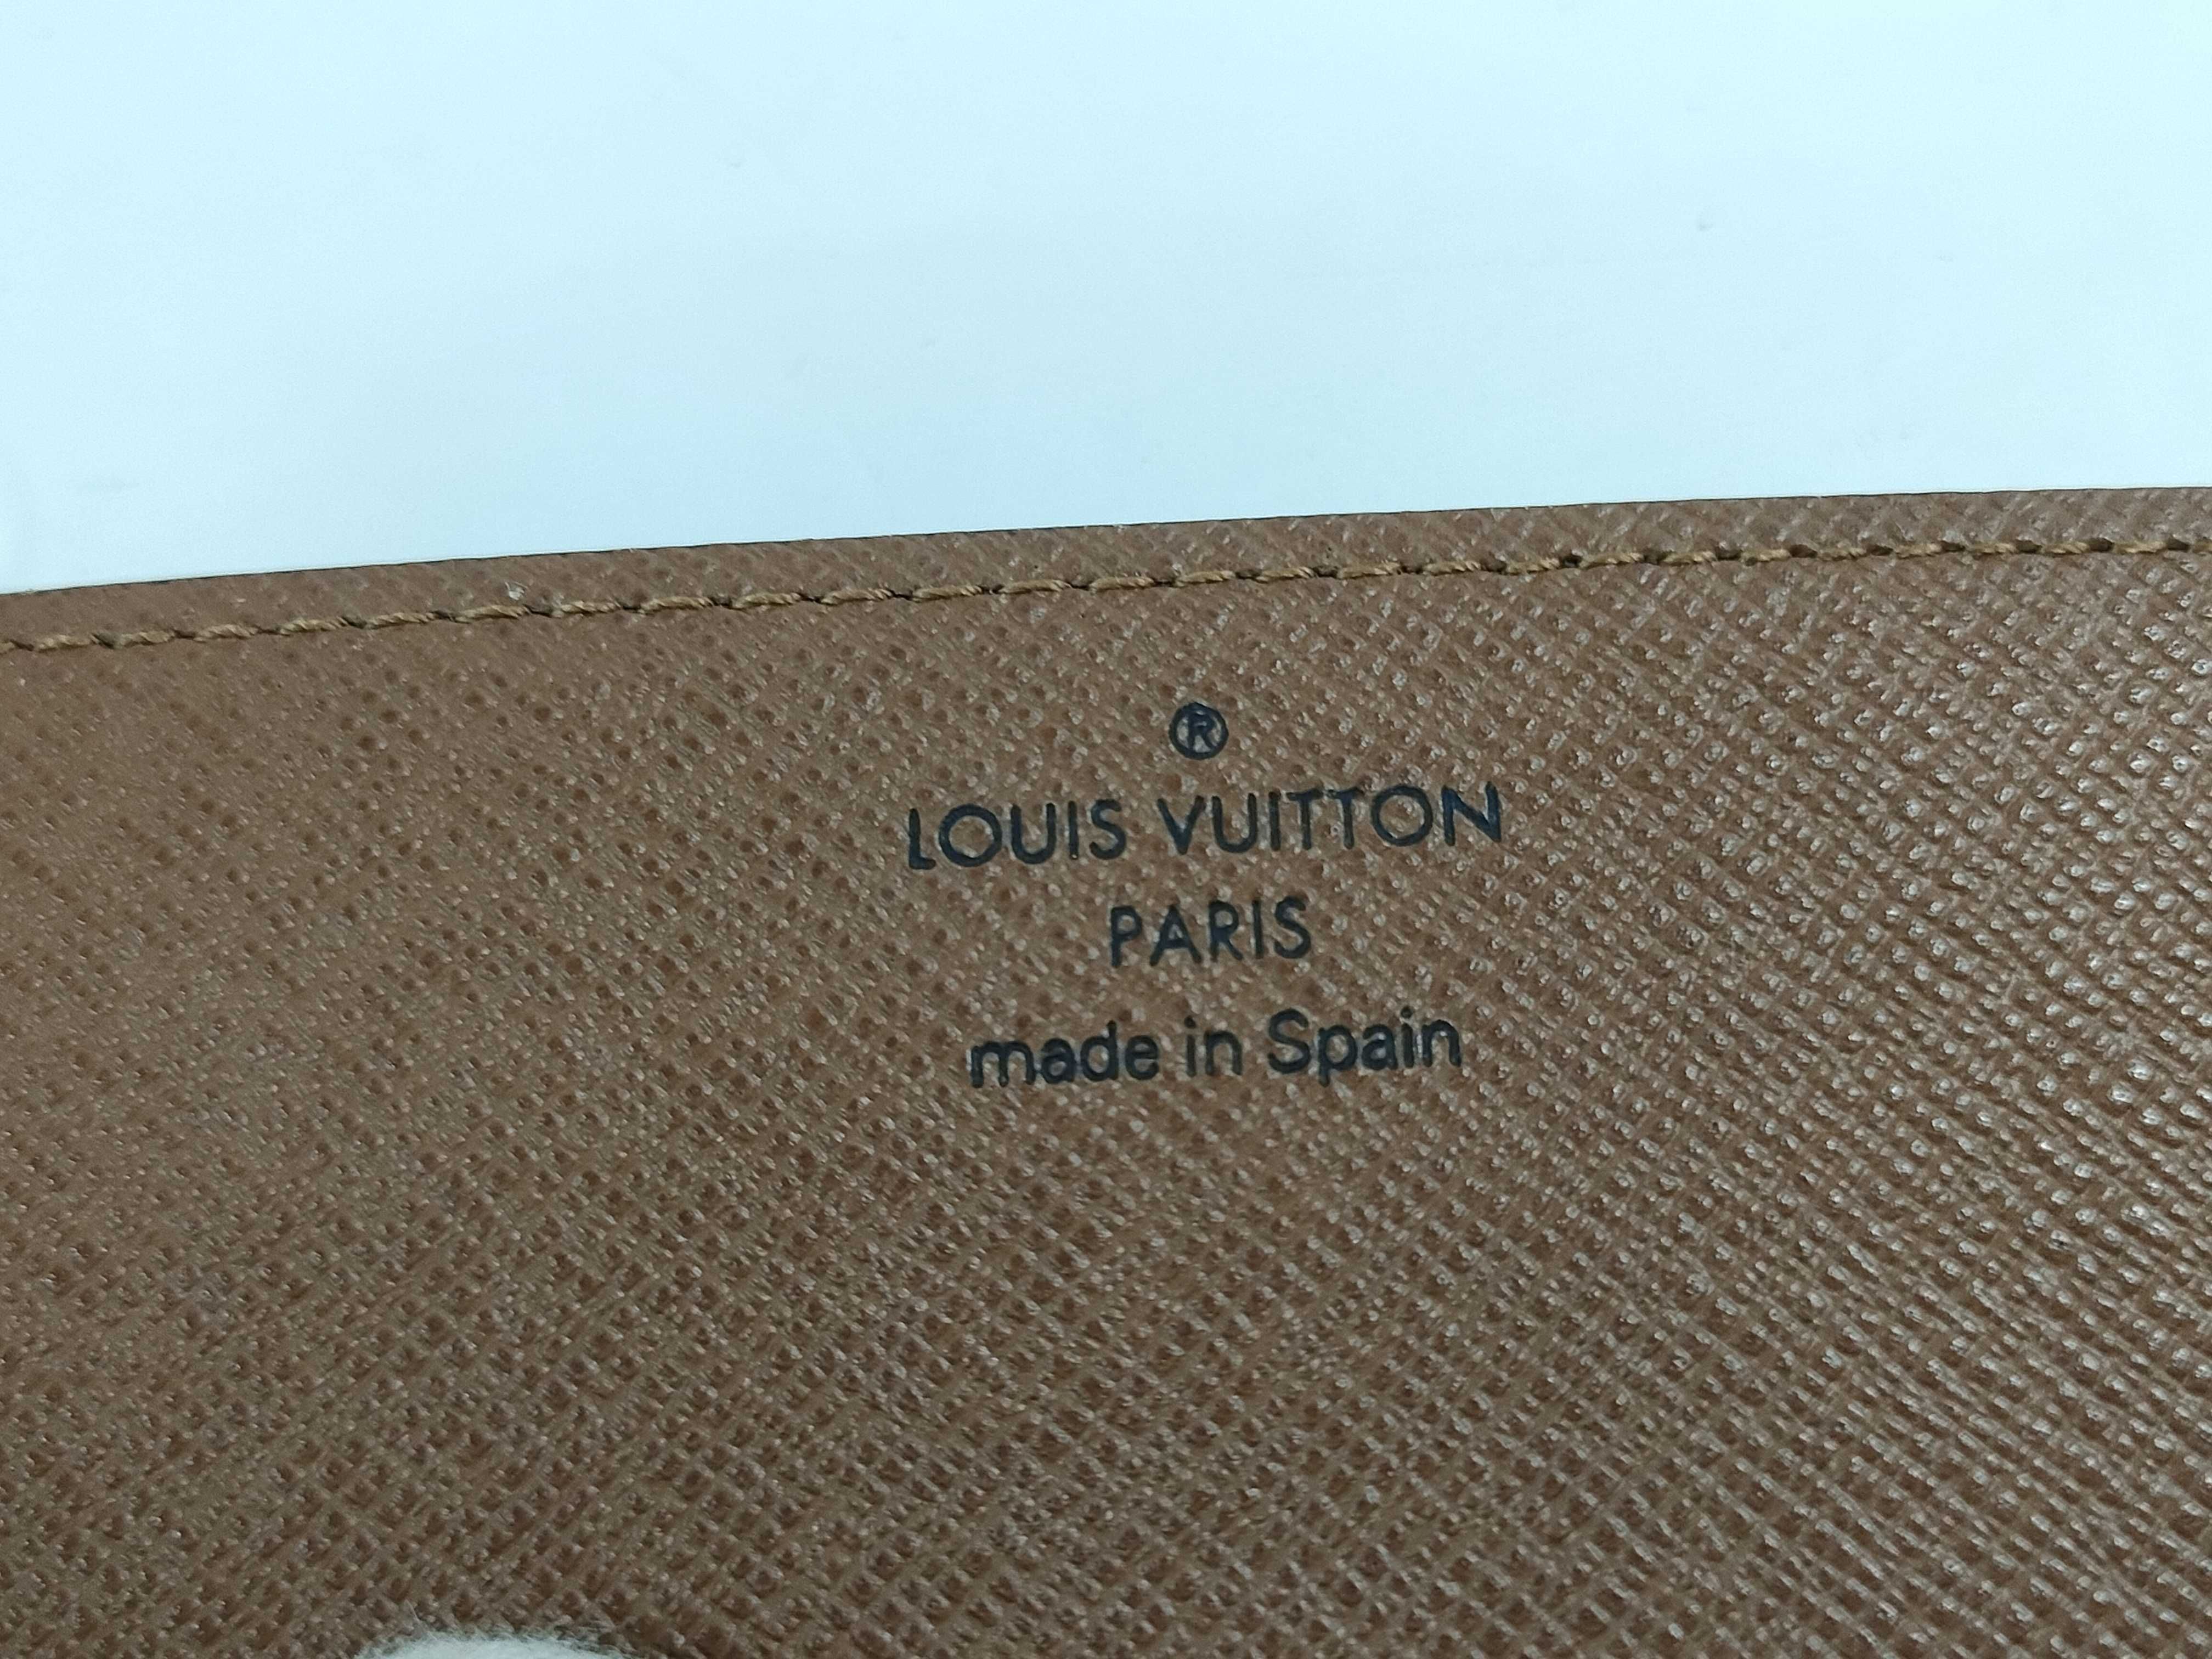 ®
LOUIS VUITTON
PARIS
made in Spain